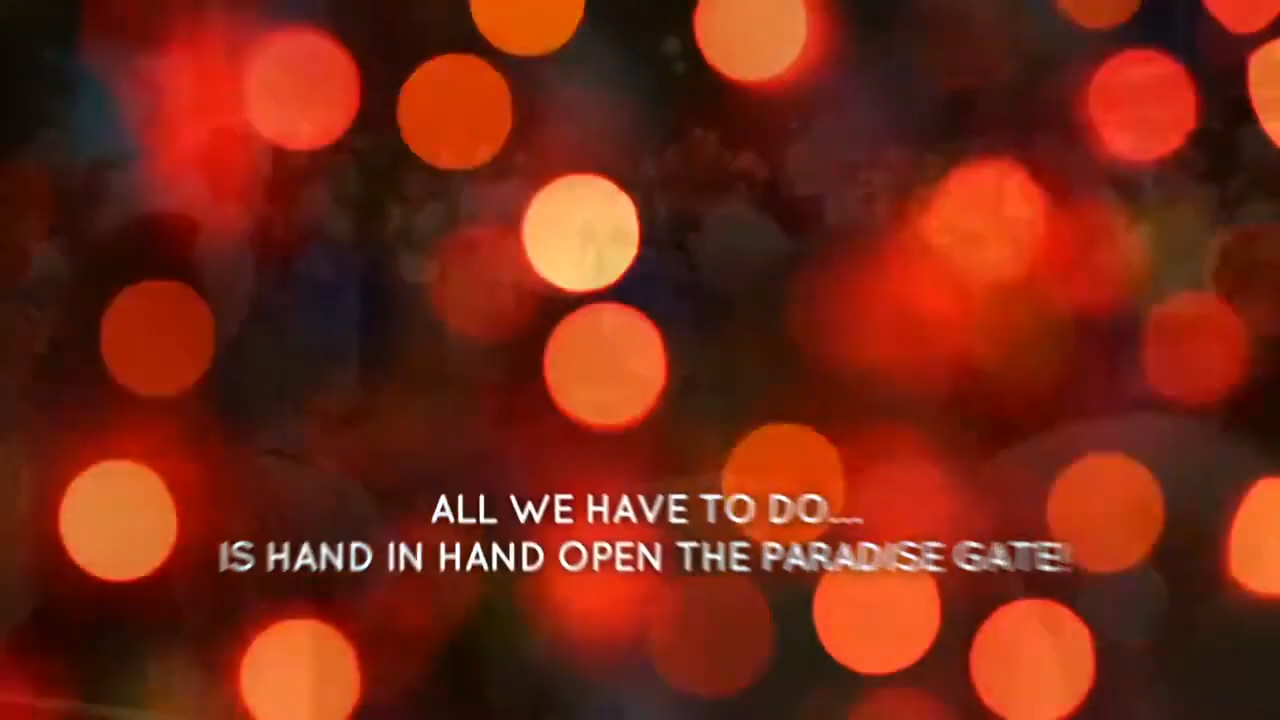 ALL WE HAVE TO DO...
IS HAND IN HAND OPEN THE PARADISE GATE!